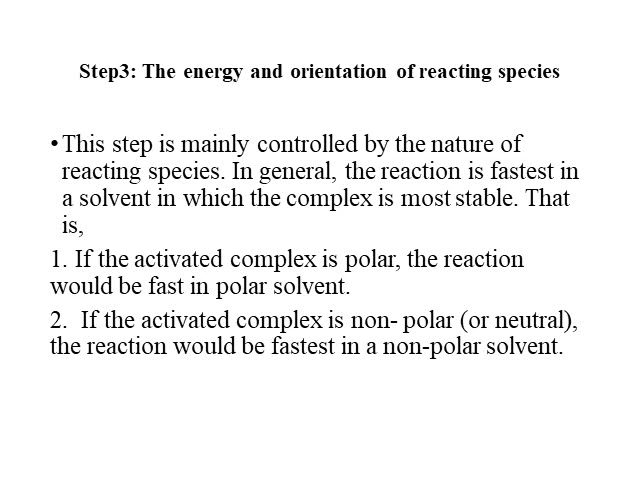 Step3: The energy and orientation of reacting species
• This step is mainly controlled by the nature of
reacting species. In general, the reaction is fastest in
a solvent in which the complex is most stable. That
is,
1. If the activated complex is polar, the reaction
would be fast in polar solvent.
2.  If the activated complex is non- polar (or neutral),
the reaction would be fastest in a non-polar solvent.